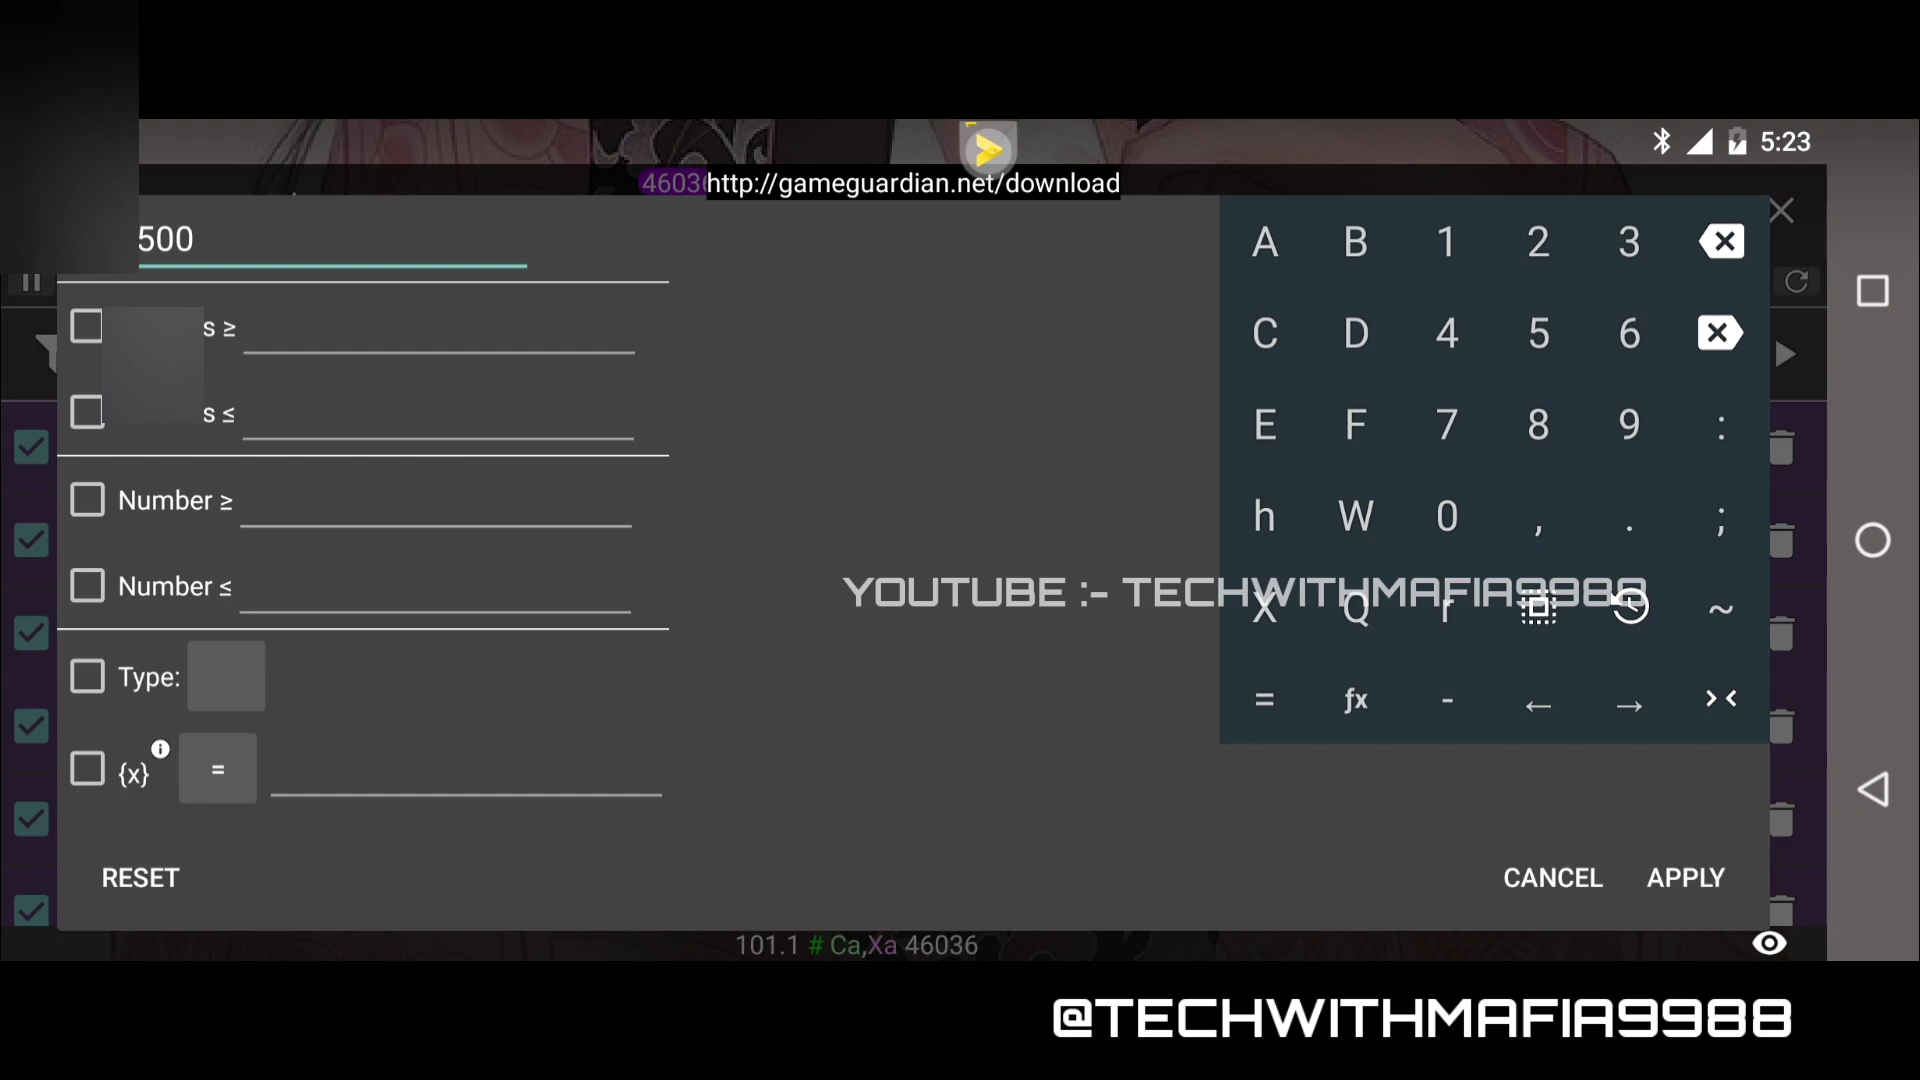 5:23
4603
http://gameguardian.net/download
500
A B 1 2 3
s ≥
C D 4 5 6
s ≤
E F 7 8 9 :
Number ≥
h W 0 , . ;
Number ≤
YOUTUBE :- TECHWITHMAFIA9988
X Q r ~
Type:
= ƒx - ← → ><
{x} =
RESET
CANCEL APPLY
101.1 # Ca,Xa 46036
@TECHWITHMAFIA9988